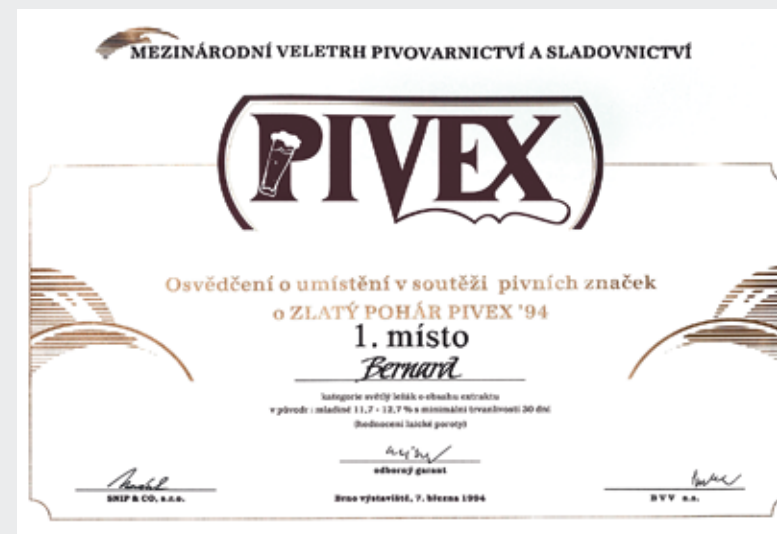 MEZINÁRODNÍ VELETRH PIVOVARNICTVÍ A SLADOVNICTVÍ
PIVEX
Osvědčení o umístění v soutěži pivních značek
o ZLATÝ POHÁR PIVEX '94
1. místo
Bernard
kategorie světlý ležák o obsahu extraktu
v původr : mladině 11,7 - 12,7 % s minimální trvanlivostí 30 dní
(hodnocení laické poroty)
odborný garant
SNIP & CO, s.r.o.
Brno výstaviště, 7. března 1994
BVV a.s.